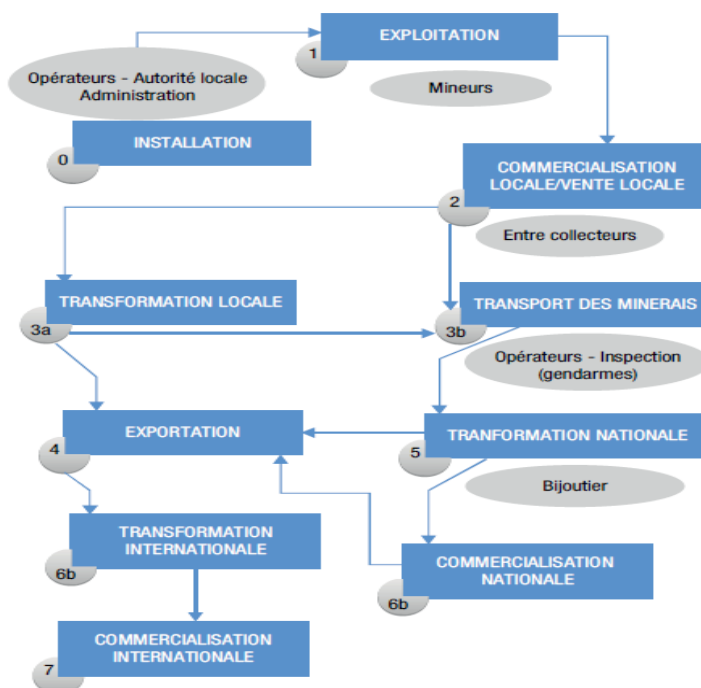 EXPLOITATION
1
Opérateurs - Autorité locale
Administration
Mineurs
INSTALLATION
0
COMMERCIALISATION
LOCALE/VENTE LOCALE
2
Entre collecteurs
TRANSFORMATION LOCALE
3a
TRANSPORT DES MINERAIS
3b
Opérateurs - Inspection
(gendarmes)
EXPORTATION
4
TRANFORMATION NATIONALE
5
Bijoutier
TRANSFORMATION
INTERNATIONALE
6b
COMMERCIALISATION
NATIONALE
6b
COMMERCIALISATION
INTERNATIONALE
7